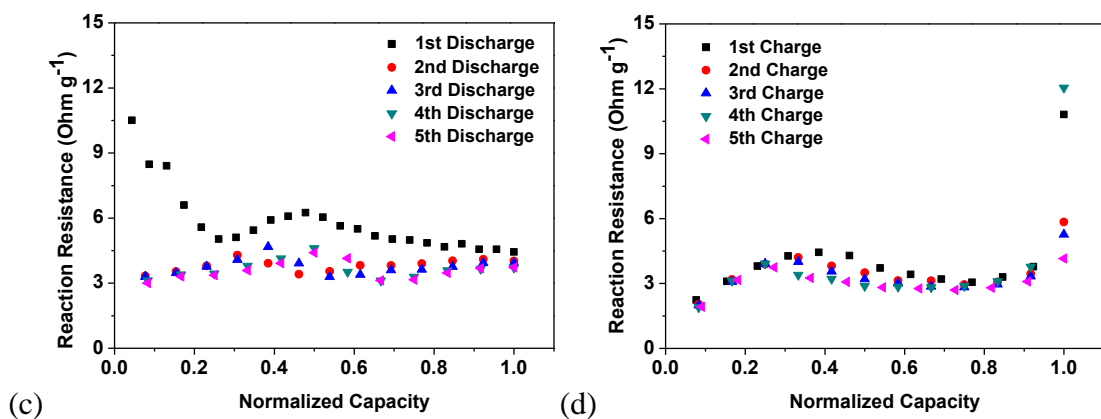 15
12
9
6
3
0
Reaction Resistance (Ohm g⁻¹)
1st Discharge
2nd Discharge
3rd Discharge
4th Discharge
5th Discharge
0.0 0.2 0.4 0.6 0.8 1.0
Normalized Capacity
(c)
15
12
9
6
3
0
Reaction Resistance (Ohm g⁻¹)
1st Charge
2nd Charge
3rd Charge
4th Charge
5th Charge
0.0 0.2 0.4 0.6 0.8 1.0
Normalized Capacity
(d)